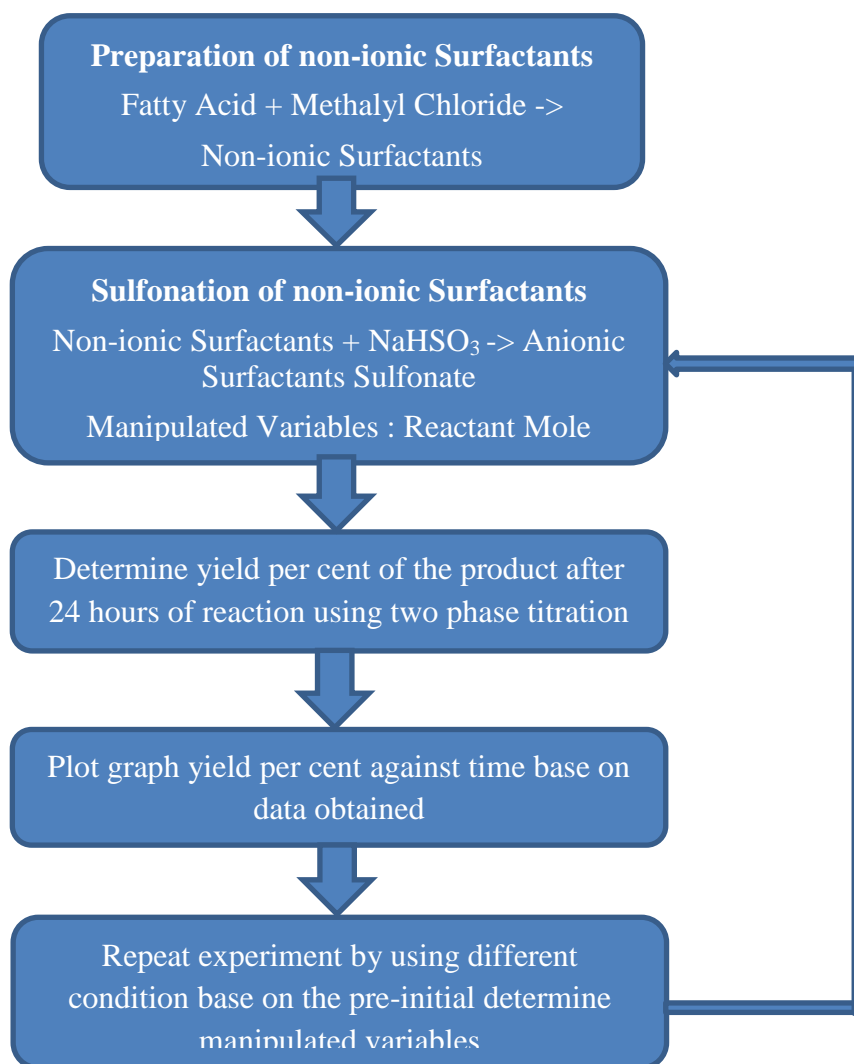 Preparation of non-ionic Surfactants
Fatty Acid + Methalyl Chloride ->
Non-ionic Surfactants
Sulfonation of non-ionic Surfactants
Non-ionic Surfactants + NaHSO₃ -> Anionic
Surfactants Sulfonate
Manipulated Variables : Reactant Mole
Determine yield per cent of the product after
24 hours of reaction using two phase titration
Plot graph yield per cent against time base on
data obtained
Repeat experiment by using different
condition base on the pre-initial determine
manipulated variables